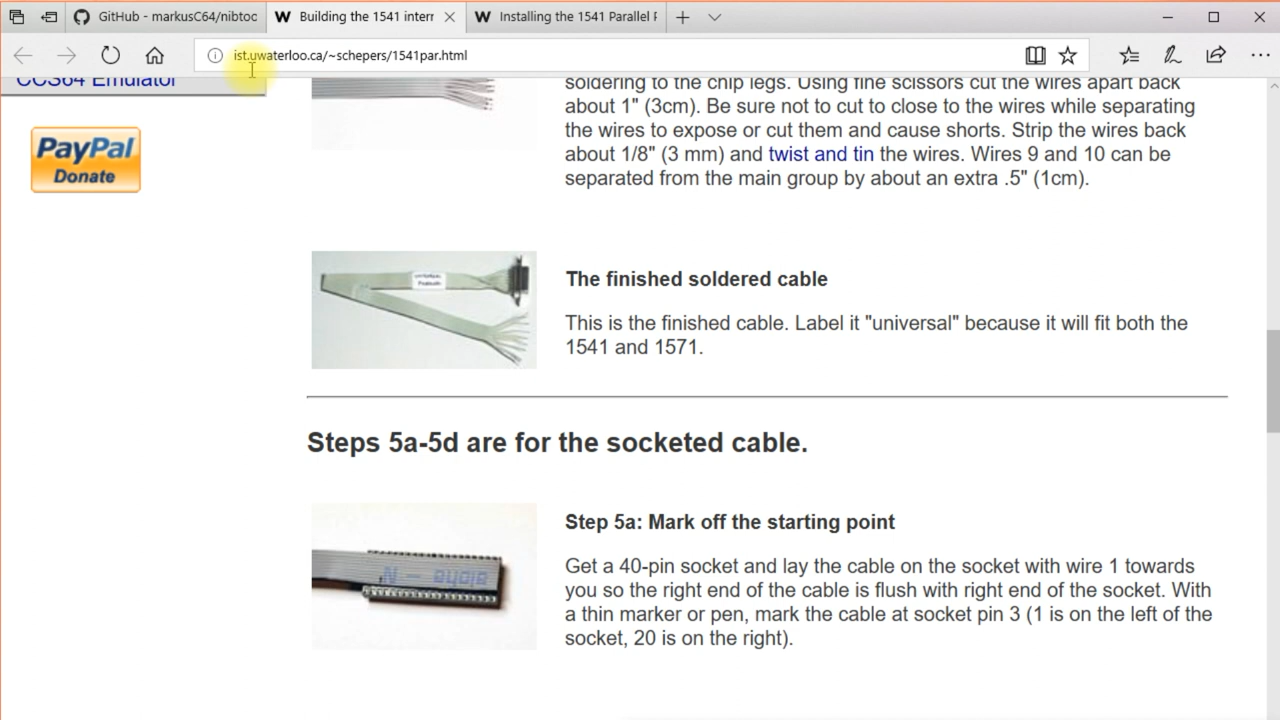 GitHub - markusC64/nibtoc
Building the 1541 interr
Installing the 1541 Parallel F
ist.uwaterloo.ca/~schepers/1541par.html
CCS64 Emulator
PayPal
Donate
soldering to the chip legs. Using fine scissors cut the wires apart back
about 1" (3cm). Be sure not to cut to close to the wires while separating
the wires to expose or cut them and cause shorts. Strip the wires back
about 1/8" (3 mm) and twist and tin the wires. Wires 9 and 10 can be
separated from the main group by about an extra .5" (1cm).
The finished soldered cable
This is the finished cable. Label it "universal" because it will fit both the
1541 and 1571.
Steps 5a-5d are for the socketed cable.
Step 5a: Mark off the starting point
Get a 40-pin socket and lay the cable on the socket with wire 1 towards
you so the right end of the cable is flush with right end of the socket. With
a thin marker or pen, mark the cable at socket pin 3 (1 is on the left of the
socket, 20 is on the right).